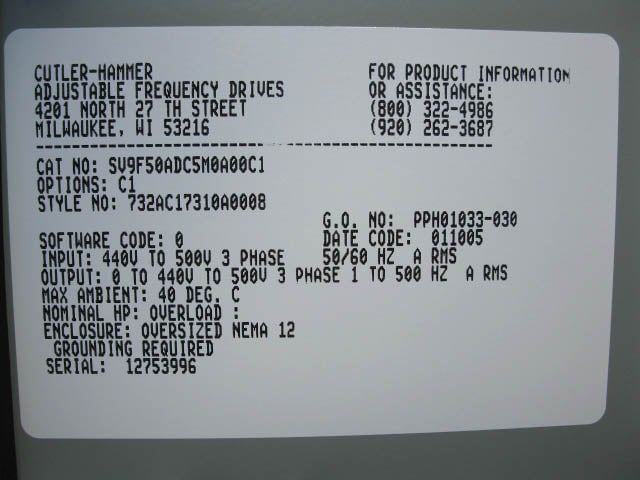 CUTLER-HAMMER
ADJUSTABLE FREQUENCY DRIVES
4201 NORTH 27 TH STREET
MILWAUKEE, WI 53216
FOR PRODUCT INFORMATION
OR ASSISTANCE:
(800) 322-4986
(920) 262-3687
CAT NO: SV9F50ADC5M0A00C1
OPTIONS: C1
STYLE NO: 732AC17310A0008
G.O. NO: PPH01033-030
SOFTWARE CODE: 0 DATE CODE: 011005
INPUT: 440V TO 500V 3 PHASE 50/60 HZ A RMS
OUTPUT: 0 TO 440V TO 500V 3 PHASE 1 TO 500 HZ A RMS
MAX AMBIENT: 40 DEG. C
NOMINAL HP: OVERLOAD :
ENCLOSURE: OVERSIZED NEMA 12
GROUNDING REQUIRED
SERIAL: 12753996